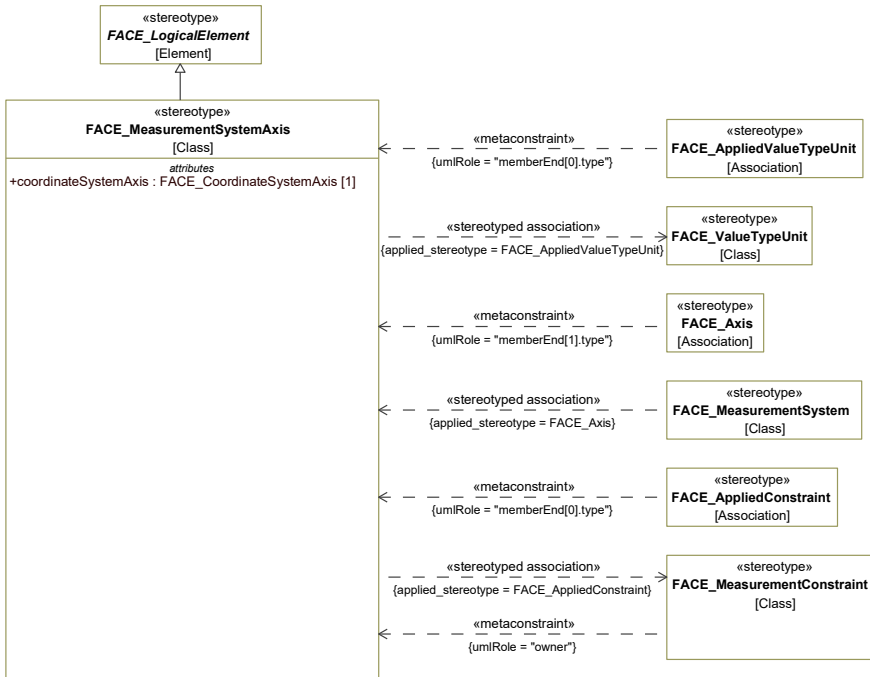 «stereotype»
FACE_LogicalElement
[Element]
«stereotype»
FACE_MeasurementSystemAxis
[Class]
attributes
+coordinateSystemAxis : FACE_CoordinateSystemAxis [1]
«metaconstraint»
{umlRole = "memberEnd[0].type"}
«stereotype»
FACE_AppliedValueTypeUnit
[Association]
«stereotyped association»
{applied_stereotype = FACE_AppliedValueTypeUnit}
«stereotype»
FACE_ValueTypeUnit
[Class]
«metaconstraint»
{umlRole = "memberEnd[1].type"}
«stereotype»
FACE_Axis
[Association]
«stereotyped association»
{applied_stereotype = FACE_Axis}
«stereotype»
FACE_MeasurementSystem
[Class]
«metaconstraint»
{umlRole = "memberEnd[0].type"}
«stereotype»
FACE_AppliedConstraint
[Association]
«stereotyped association»
{applied_stereotype = FACE_AppliedConstraint}
«stereotype»
FACE_MeasurementConstraint
[Class]
«metaconstraint»
{umlRole = "owner"}